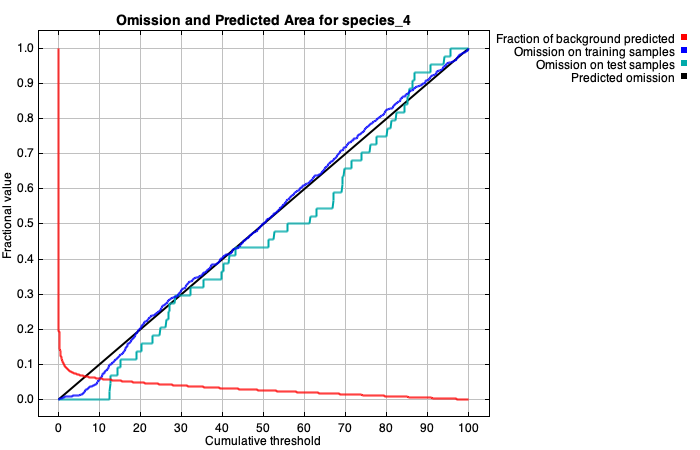 Omission and Predicted Area for species_4
Fraction of background predicted
Omission on training samples
Omission on test samples
Predicted omission
Fractional value
1.0
0.9
0.8
0.7
0.6
0.5
0.4
0.3
0.2
0.1
0.0
0 10 20 30 40 50 60 70 80 90 100
Cumulative threshold